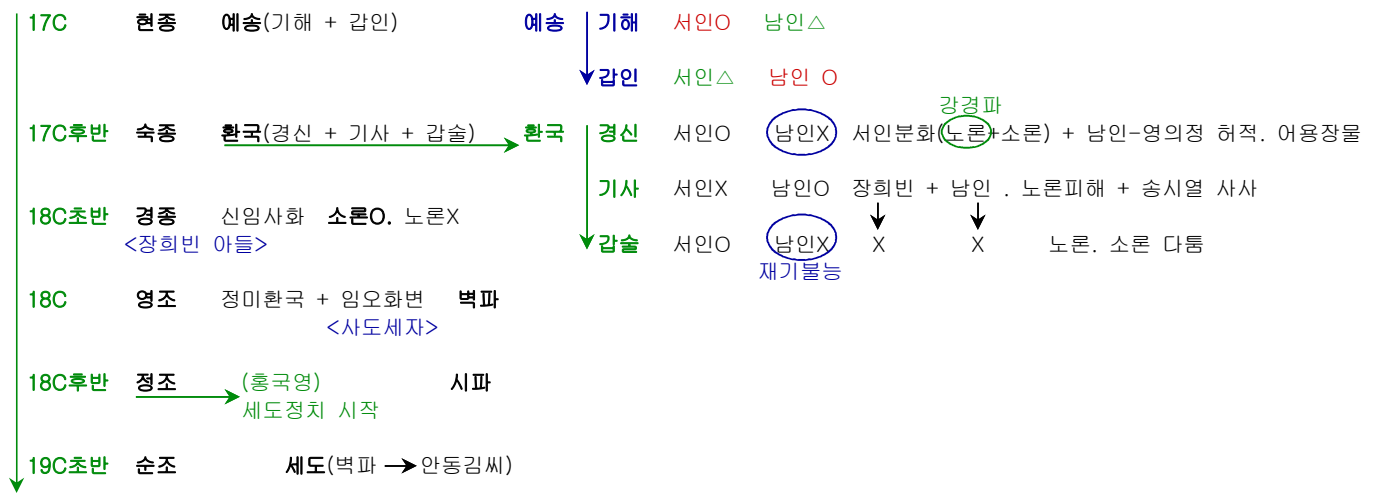 17C 현종 예송(기해 + 갑인) 예송 기해 서인O 남인△
갑인 서인△ 남인 O
강경파
17C후반 숙종 환국(경신 + 기사 + 갑술) 환국 경신 서인O 남인X 서인분화(노론+소론) + 남인-영의정 허적. 어용장물
기사 서인X 남인O 장희빈 + 남인 . 노론피해 + 송시열 사사
18C초반 경종 신임사화 소론O. 노론X
<장희빈 아들> 갑술 서인O 남인X X X 노론. 소론 다툼
재기불능
18C 영조 정미환국 + 임오화변 벽파
<사도세자>
18C후반 정조 (홍국영) 시파
세도정치 시작
19C초반 순조 세도(벽파 → 안동김씨)